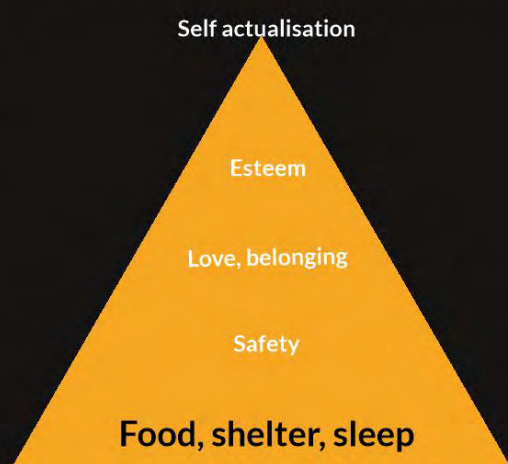 Self actualisation
Esteem
Love, belonging
Safety
Food, shelter, sleep